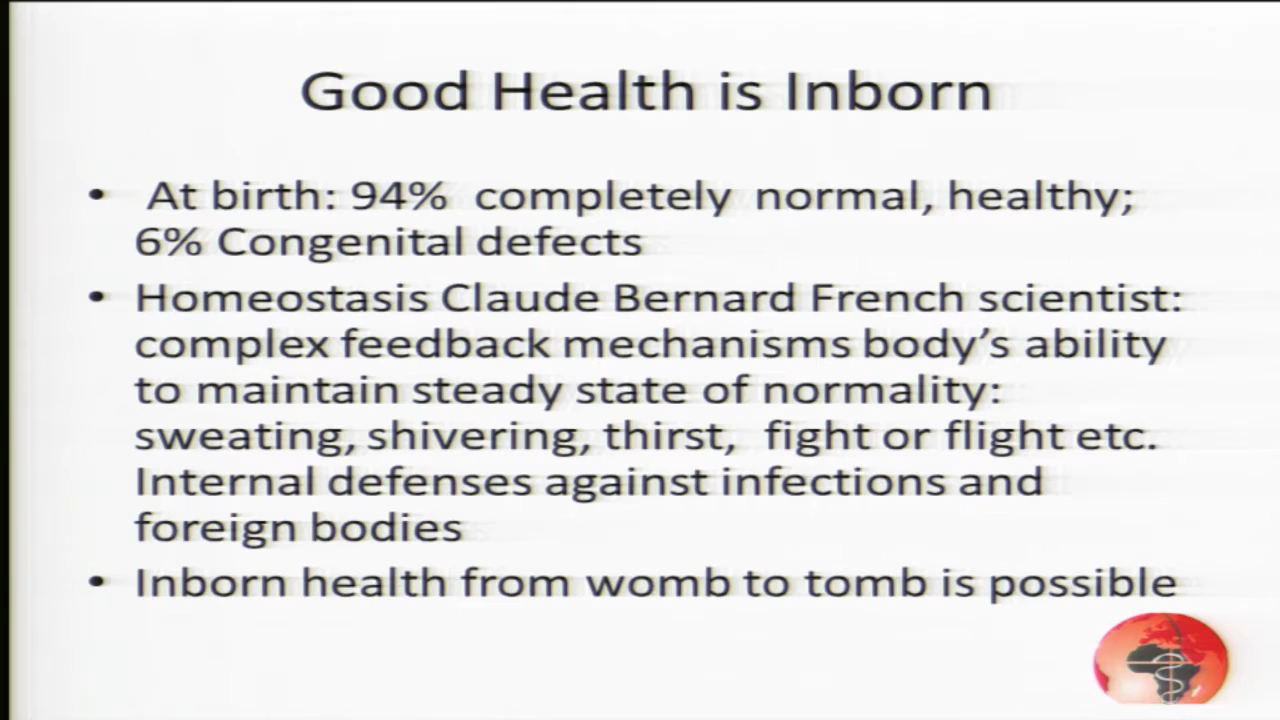 Good Health is Inborn
• At birth: 94% completely normal, healthy;
6% Congenital defects
• Homeostasis Claude Bernard French scientist:
complex feedback mechanisms body’s ability
to maintain steady state of normality:
sweating, shivering, thirst, fight or flight etc.
Internal defenses against infections and
foreign bodies
• Inborn health from womb to tomb is possible